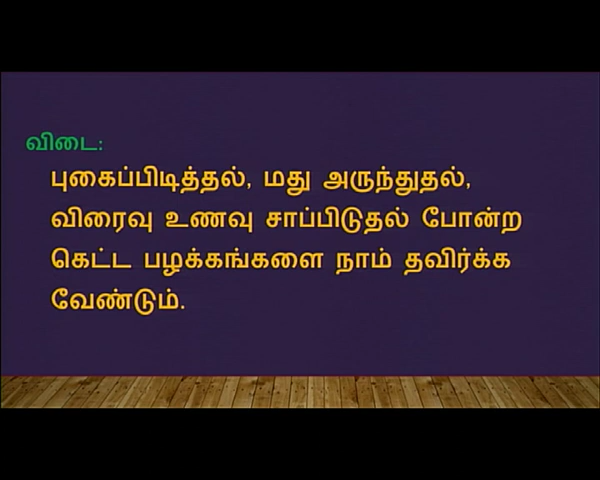 விடை:
புகைப்பிடித்தல், மது அருந்துதல்,
விரைவு உணவு சாப்பிடுதல் போன்ற
கெட்ட பழக்கங்களை நாம் தவிர்க்க
வேண்டும்.